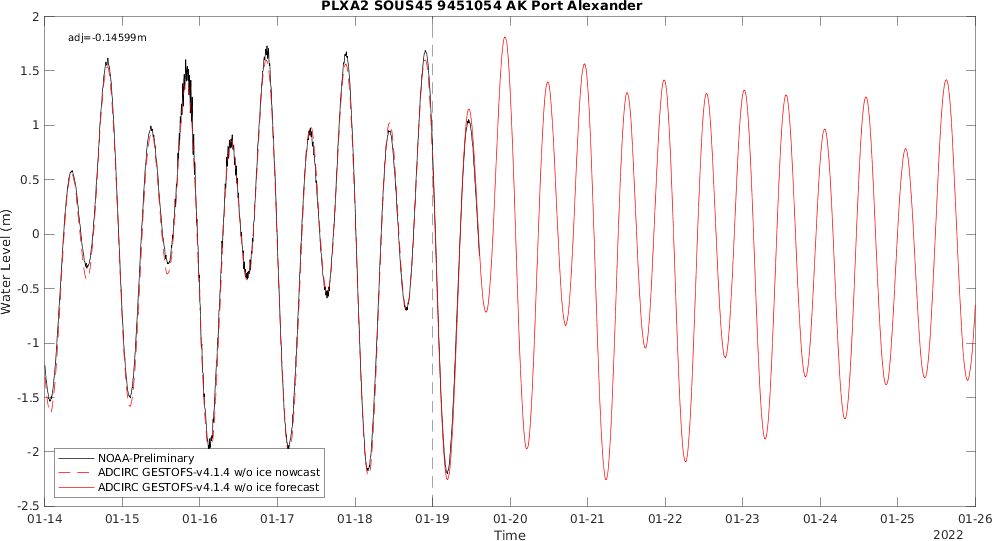 PLXA2 SOUS45 9451054 AK Port Alexander
adj=-0.14599m
Water Level (m)
2
1.5
1
0.5
0
-0.5
-1
-1.5
-2
-2.5
NOAA-Preliminary
ADCIRC GESTOFS-v4.1.4 w/o ice nowcast
ADCIRC GESTOFS-v4.1.4 w/o ice forecast
01-14 01-15 01-16 01-17 01-18 01-19 01-20 01-21 01-22 01-23 01-24 01-25 01-26
Time
2022